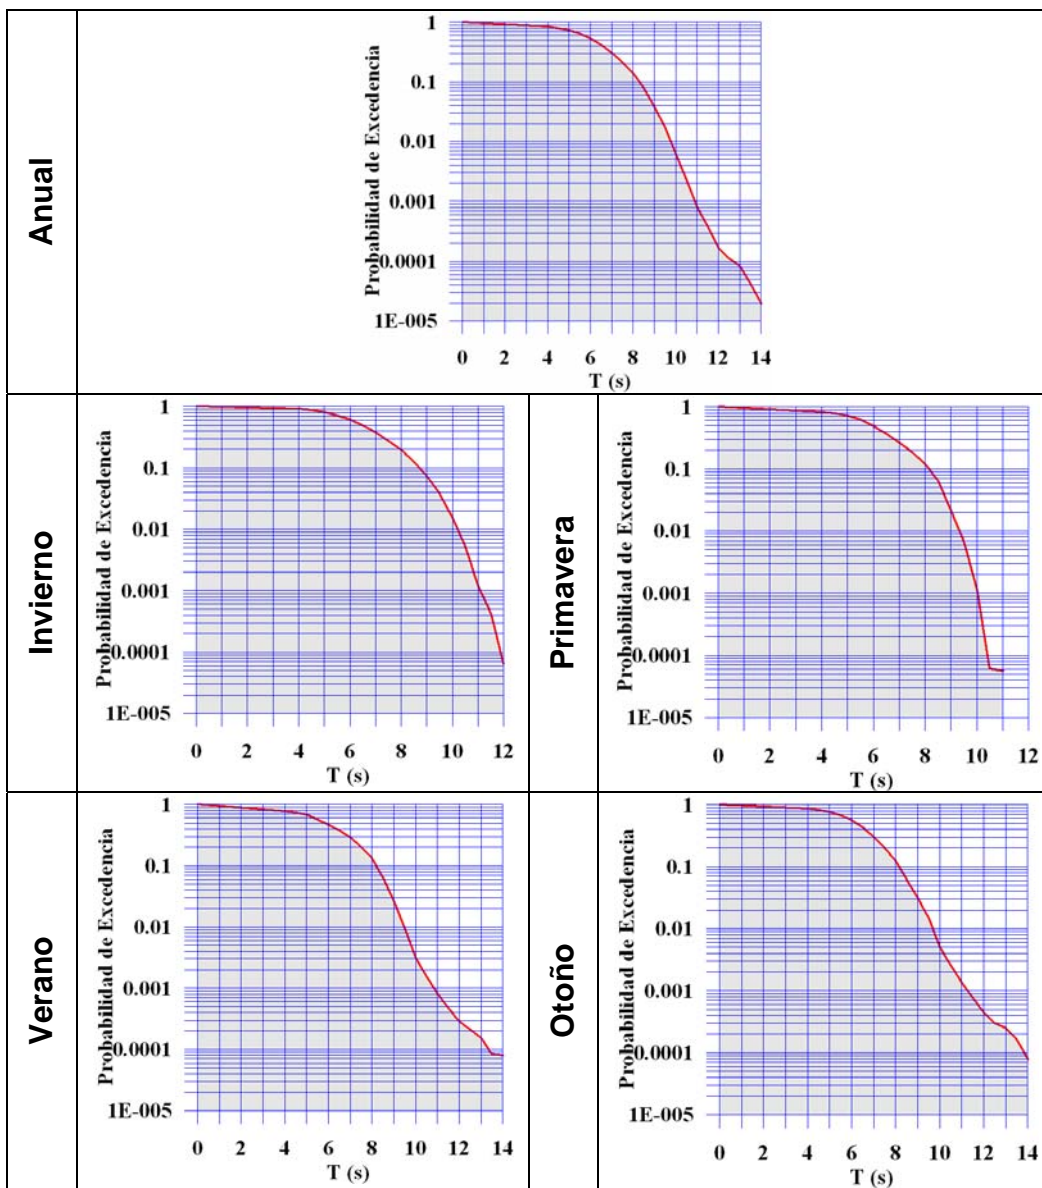 Anual
Probabilidad de Excedencia
1
0.1
0.01
0.001
0.0001
1E-005
0 2 4 6 8 10 12 14
T (s)
Invierno
Probabilidad de Excedencia
1
0.1
0.01
0.001
0.0001
1E-005
0 2 4 6 8 10 12
T (s)
Primavera
Probabilidad de Excedencia
1
0.1
0.01
0.001
0.0001
1E-005
0 2 4 6 8 10 12
T (s)
Verano
Probabilidad de Excedencia
1
0.1
0.01
0.001
0.0001
1E-005
0 2 4 6 8 10 12 14
T (s)
Otoño
Probabilidad de Excedencia
1
0.1
0.01
0.001
0.0001
1E-005
0 2 4 6 8 10 12 14
T (s)